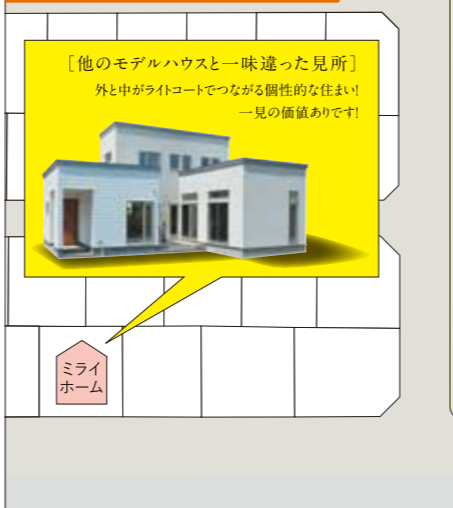 ［他のモデルハウスと一味違った見所］
外と中がライトコートでつながる個性的な住まい!
一見の価値ありです!
ミライ
ホーム